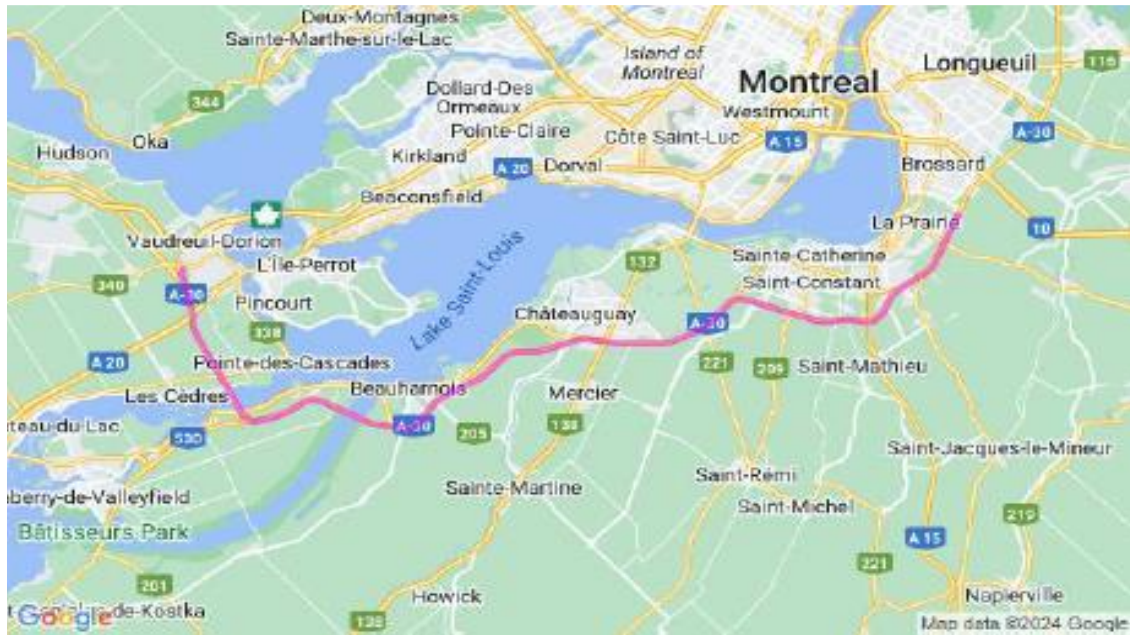 Deux-Montagnes
Sainte-Marthe-sur-le-Lac
Island of
Montreal
Longueuil
116
Montreal
Dollard-Des
Ormeaux
344
Westmount
Oka
Pointe-Claire
Côte Saint-Luc
A 15
A-30
Hudson
Kirkland
A 20
Dorval
Brossard
Beaconsfield
La Prairie
10
Vaudreuil-Dorion
L'Île-Perrot
132
Sainte-Catherine
340
A-30
Pincourt
Lake Saint-Louis
Saint-Constant
338
Châteauguay
A-30
A 20
Pointe-des-Cascades
221
209
Saint-Mathieu
Les Cèdres
Beauharnois
Mercier
teau-du-Lac
530
A-30
205
138
Saint-Jacques-le-Mineur
berry-de-Valleyfield
Sainte-Martine
Saint-Rémi
Saint-Michel
Bâtisseurs Park
219
A 15
201
221
Howick
Napierville
de-Kostka
Google
138
Map data ©2024 Google